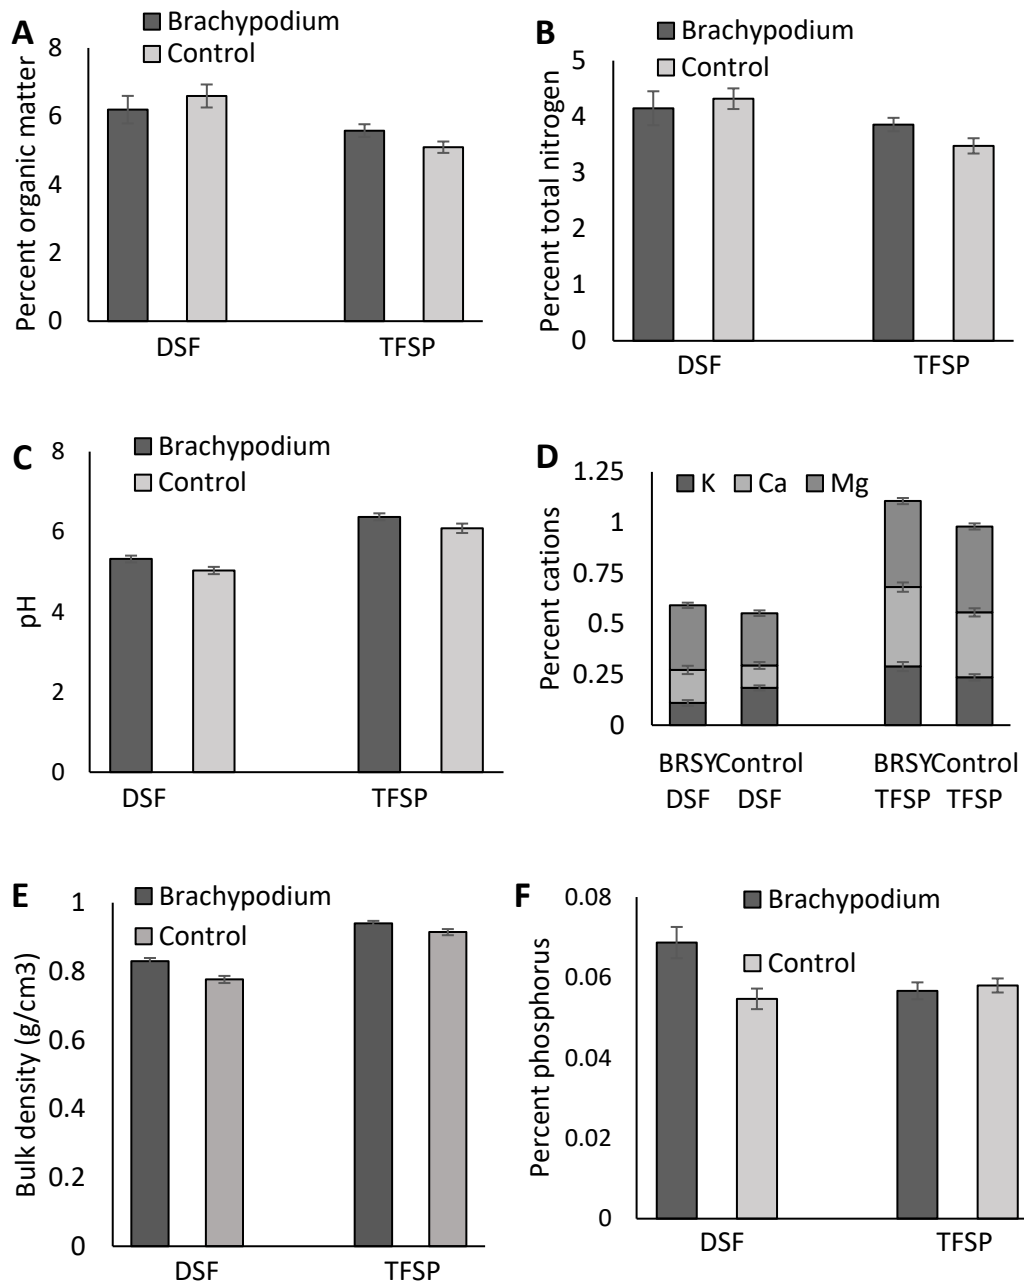 A
Brachypodium
Control
Percent organic matter
8
6
4
2
0
DSF TFSP
B
Brachypodium
Control
Percent total nitrogen
5
4
3
2
1
0
DSF TFSP
C
Brachypodium
Control
pH
8
6
4
2
0
DSF TFSP
D
K Ca Mg
Percent cations
1.25
1
0.75
0.5
0.25
0
BRSY Control BRSY Control
DSF DSF TFSP TFSP
E
Brachypodium
Control
Bulk density (g/cm3)
1
0.8
0.6
0.4
0.2
0
DSF TFSP
F
Brachypodium
Control
Percent phosphorus
0.08
0.06
0.04
0.02
0
DSF TFSP